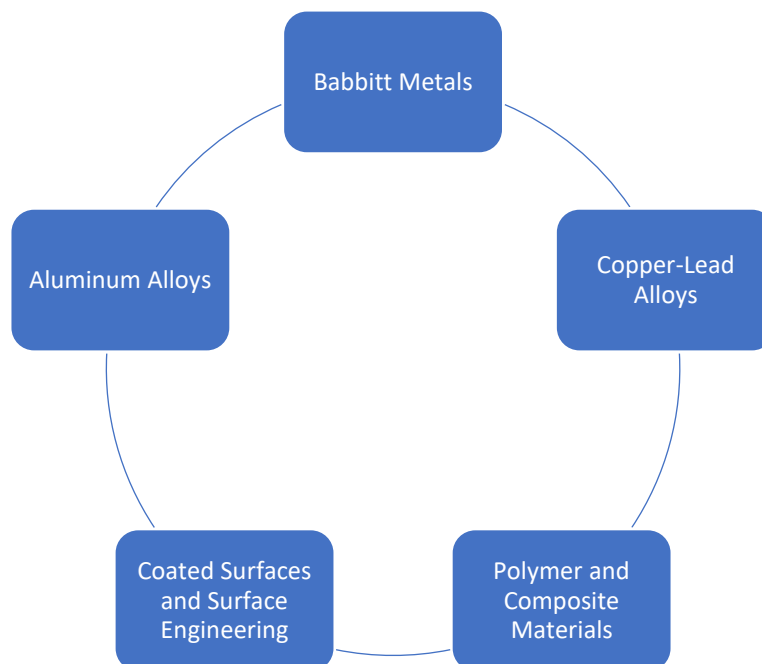 Babbitt Metals
Copper-Lead
Alloys
Polymer and
Composite
Materials
Coated Surfaces
and Surface
Engineering
Aluminum Alloys